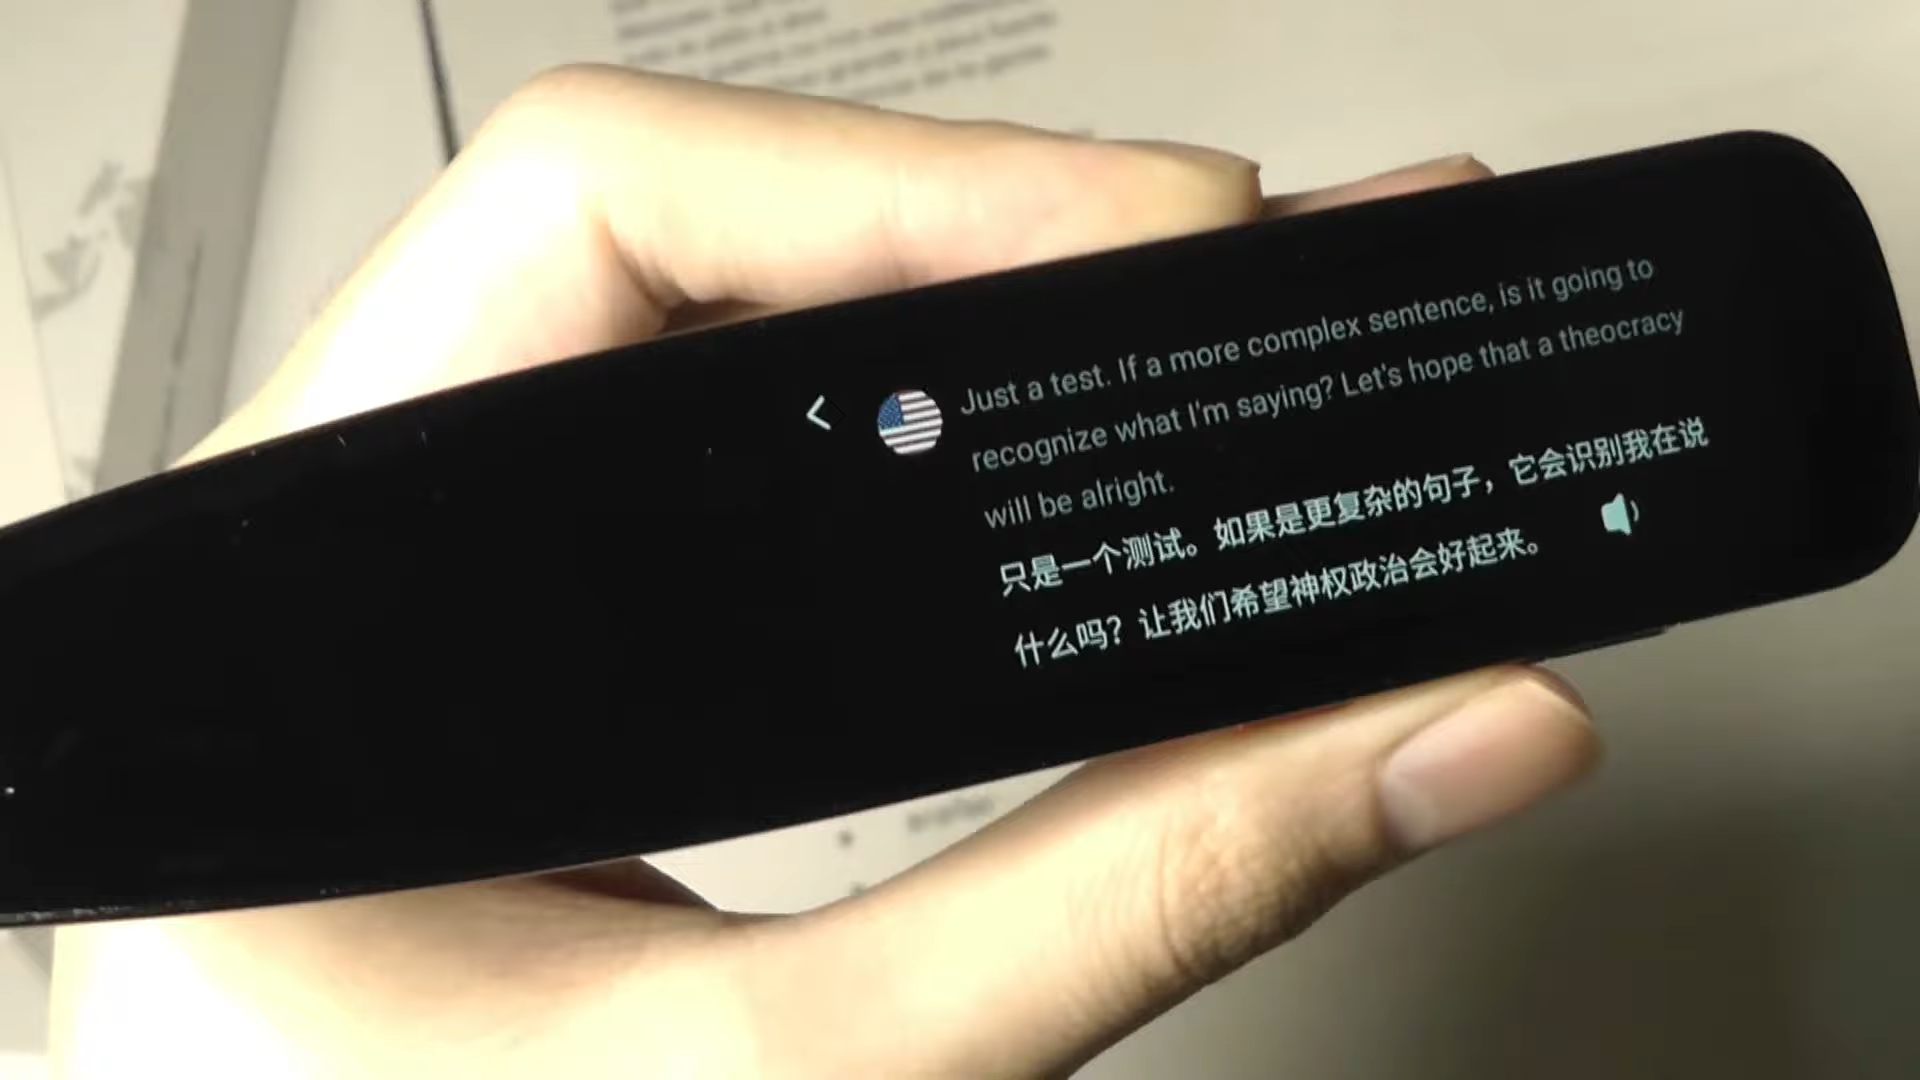 Just a test. If a more complex sentence, is it going to
recognize what I'm saying? Let's hope that a theocracy
will be alright.
只是一个测试。如果是更复杂的句子，它会识别我在说
什么吗？让我们希望神权政治会好起来。